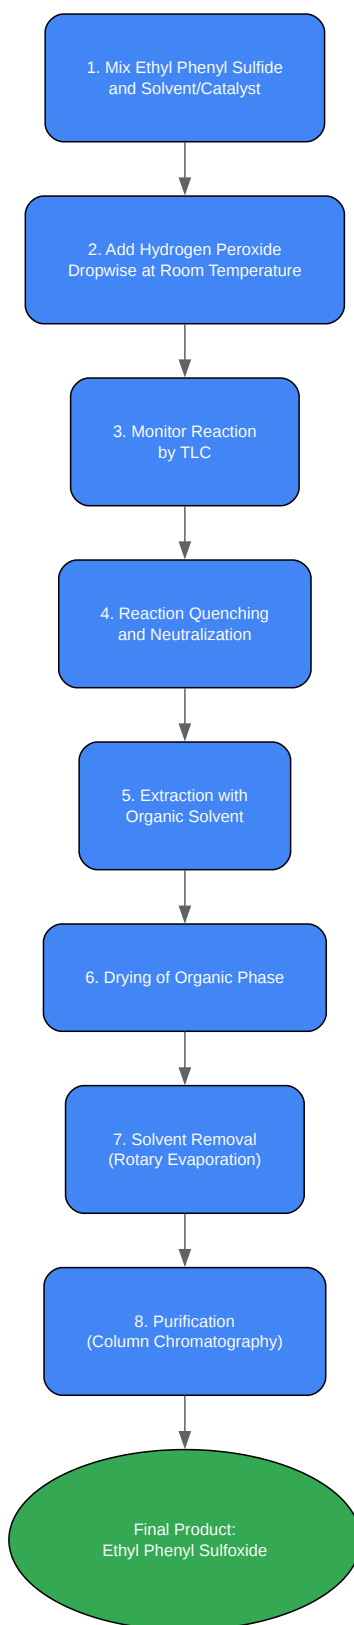 1. Mix Ethyl Phenyl Sulfide
and Solvent/Catalyst
2. Add Hydrogen Peroxide
Dropwise at Room Temperature
3. Monitor Reaction
by TLC
4. Reaction Quenching
and Neutralization
5. Extraction with
Organic Solvent
6. Drying of Organic Phase
7. Solvent Removal
(Rotary Evaporation)
8. Purification
(Column Chromatography)
Final Product:
Ethyl Phenyl Sulfoxide